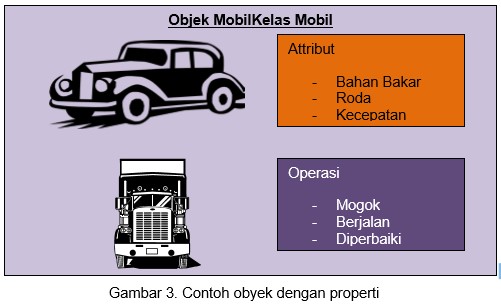 Objek MobilKelas Mobil
Attribut
- Bahan Bakar
- Roda
- Kecepatan
Operasi
- Mogok
- Berjalan
- Diperbaiki
Gambar 3. Contoh obyek dengan properti